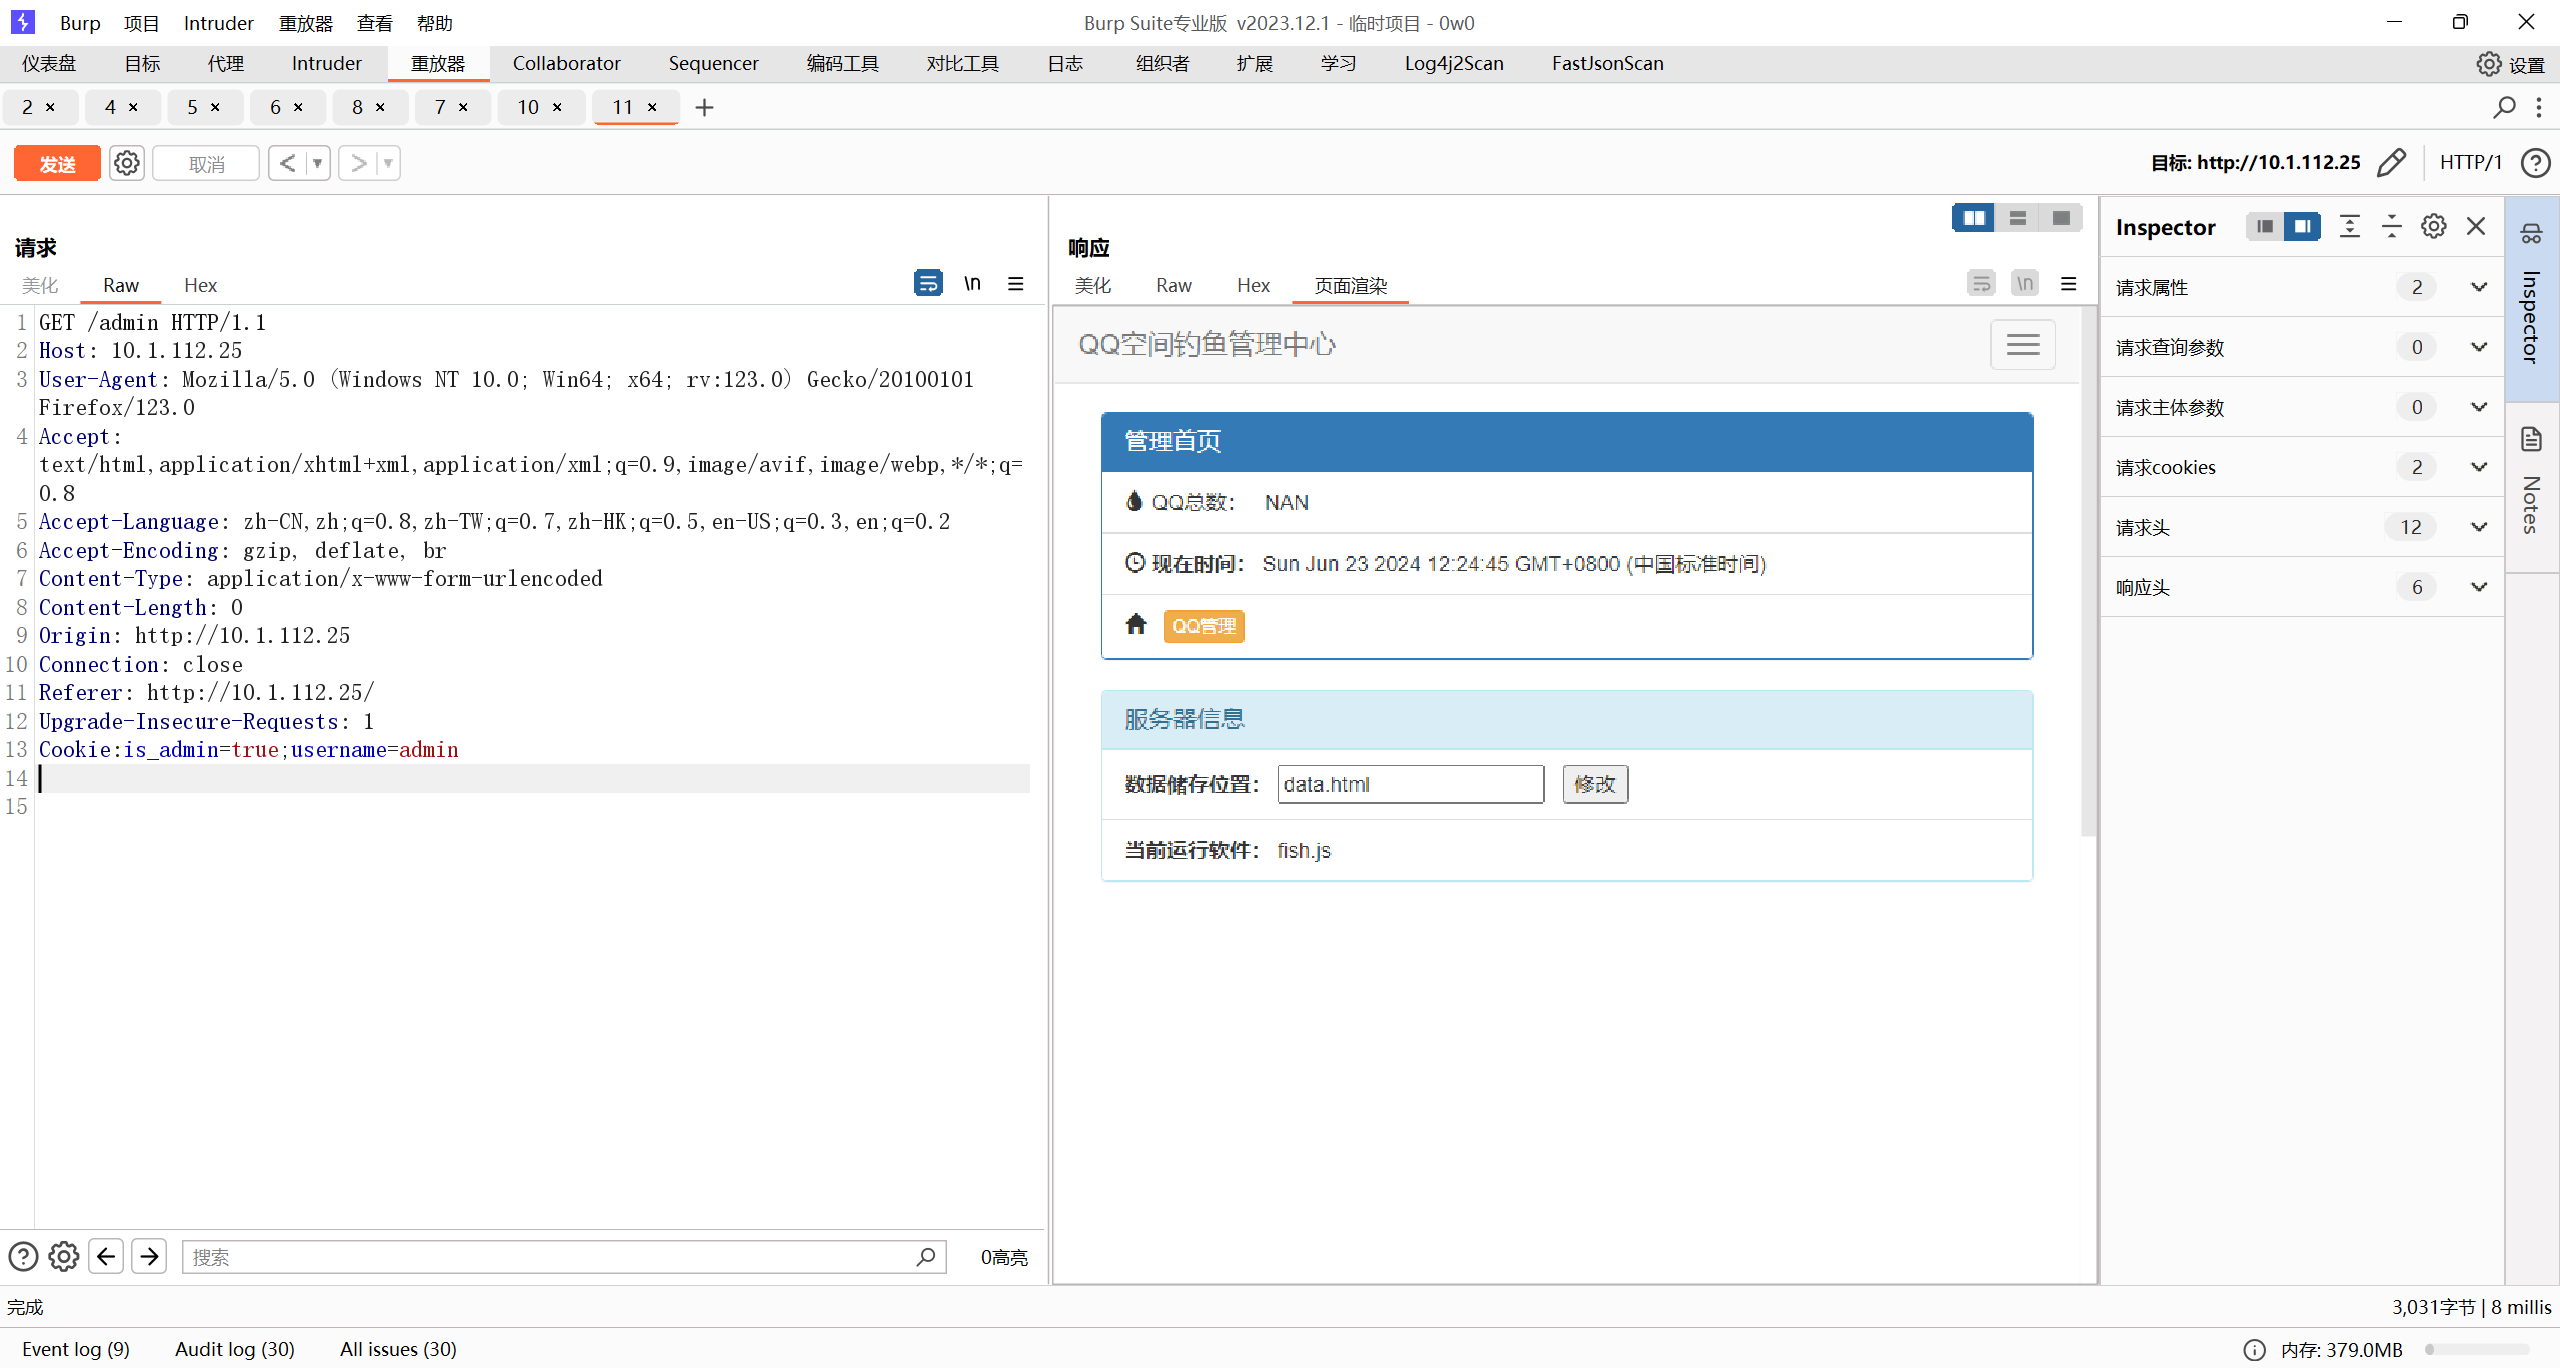 Burp 项目 Intruder 重放器 查看 帮助 Burp Suite专业版 v2023.12.1 - 临时项目 - 0w0
仪表盘 目标 代理 Intruder 重放器 Collaborator Sequencer 编码工具 对比工具 日志 组织者 扩展 学习 Log4j2Scan FastJsonScan 设置
2 × 4 × 5 × 6 × 8 × 7 × 10 × 11 × +
发送 取消 < > 目标: http://10.1.112.25 HTTP/1
请求
美化 Raw Hex \n
1 GET /admin HTTP/1.1
2 Host: 10.1.112.25
3 User-Agent: Mozilla/5.0 (Windows NT 10.0; Win64; x64; rv:123.0) Gecko/20100101
Firefox/123.0
4 Accept:
text/html,application/xhtml+xml,application/xml;q=0.9,image/avif,image/webp,*/*;q=
0.8
5 Accept-Language: zh-CN,zh;q=0.8,zh-TW;q=0.7,zh-HK;q=0.5,en-US;q=0.3,en;q=0.2
6 Accept-Encoding: gzip, deflate, br
7 Content-Type: application/x-www-form-urlencoded
8 Content-Length: 0
9 Origin: http://10.1.112.25
10 Connection: close
11 Referer: http://10.1.112.25/
12 Upgrade-Insecure-Requests: 1
13 Cookie:is_admin=true;username=admin
14
15
搜索 0高亮
响应
美化 Raw Hex 页面渲染 \n
QQ空间钓鱼管理中心
管理首页
QQ总数： NAN
现在时间： Sun Jun 23 2024 12:24:45 GMT+0800 (中国标准时间)
QQ管理
服务器信息
数据储存位置： data.html 修改
当前运行软件： fish.js
Inspector
请求属性 2
请求查询参数 0
请求主体参数 0
请求cookies 2
请求头 12
响应头 6
Inspector
Notes
完成 3,031字节 | 8 millis
Event log (9) Audit log (30) All issues (30) 内存: 379.0MB